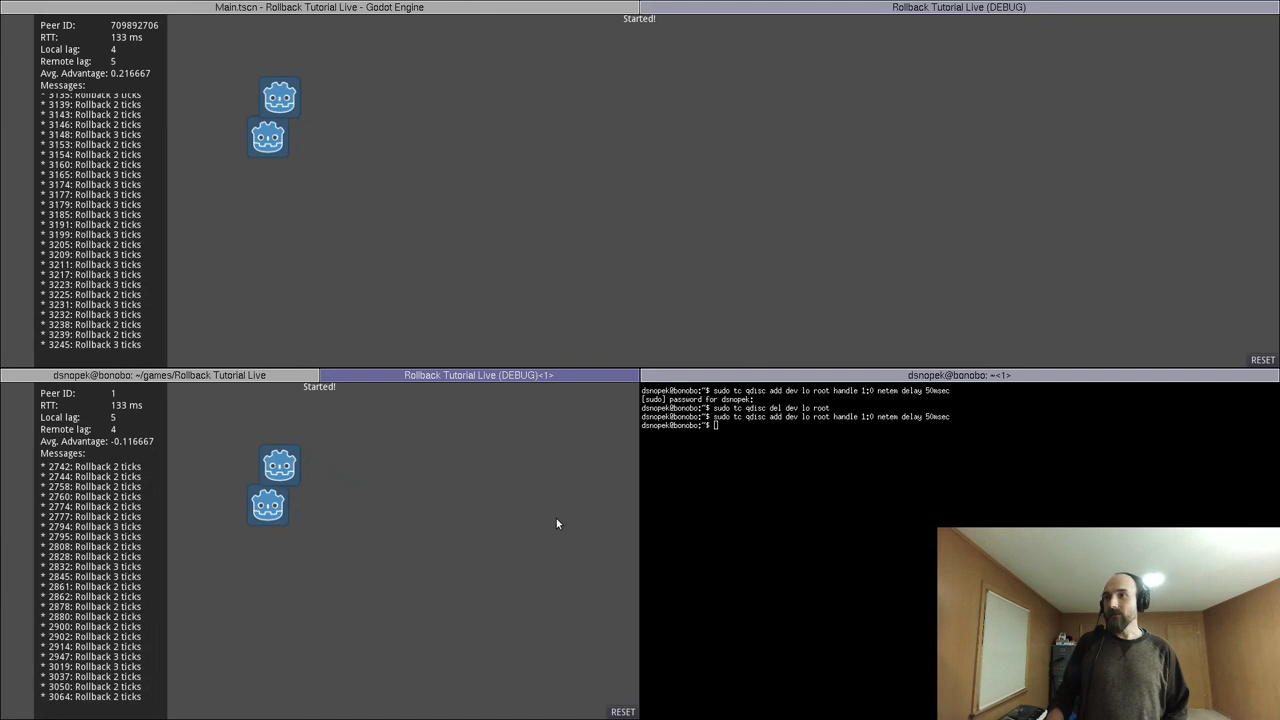 Main.tscn - Rollback Tutorial Live - Godot Engine
Rollback Tutorial Live (DEBUG)
Started!
Peer ID: 709892706
RTT: 133 ms
Local lag: 4
Remote lag: 5
Avg. Advantage: 0.216667
Messages:
* 3135: Rollback 3 ticks
* 3139: Rollback 2 ticks
* 3143: Rollback 2 ticks
* 3146: Rollback 2 ticks
* 3148: Rollback 3 ticks
* 3153: Rollback 2 ticks
* 3154: Rollback 2 ticks
* 3160: Rollback 2 ticks
* 3165: Rollback 3 ticks
* 3174: Rollback 3 ticks
* 3177: Rollback 3 ticks
* 3179: Rollback 3 ticks
* 3185: Rollback 3 ticks
* 3191: Rollback 2 ticks
* 3199: Rollback 3 ticks
* 3205: Rollback 2 ticks
* 3209: Rollback 3 ticks
* 3211: Rollback 3 ticks
* 3217: Rollback 3 ticks
* 3223: Rollback 3 ticks
* 3225: Rollback 2 ticks
* 3231: Rollback 3 ticks
* 3232: Rollback 3 ticks
* 3238: Rollback 2 ticks
* 3239: Rollback 2 ticks
* 3245: Rollback 3 ticks
RESET
dsnopek@bonobo: ~/games/Rollback Tutorial Live
Rollback Tutorial Live (DEBUG)<1>
Started!
Peer ID: 1
RTT: 133 ms
Local lag: 5
Remote lag: 4
Avg. Advantage: -0.116667
Messages:
* 2742: Rollback 2 ticks
* 2744: Rollback 2 ticks
* 2758: Rollback 2 ticks
* 2760: Rollback 2 ticks
* 2774: Rollback 2 ticks
* 2777: Rollback 2 ticks
* 2794: Rollback 3 ticks
* 2795: Rollback 3 ticks
* 2808: Rollback 2 ticks
* 2828: Rollback 2 ticks
* 2832: Rollback 3 ticks
* 2845: Rollback 3 ticks
* 2861: Rollback 2 ticks
* 2862: Rollback 2 ticks
* 2878: Rollback 2 ticks
* 2880: Rollback 2 ticks
* 2900: Rollback 2 ticks
* 2902: Rollback 2 ticks
* 2914: Rollback 2 ticks
* 2947: Rollback 3 ticks
* 3019: Rollback 3 ticks
* 3037: Rollback 2 ticks
* 3050: Rollback 2 ticks
* 3064: Rollback 2 ticks
RESET
dsnopek@bonobo: ~<1>
dsnopek@bonobo:~$ sudo tc qdisc add dev lo root handle 1:0 netem delay 50msec
[sudo] password for dsnopek:
dsnopek@bonobo:~$ sudo tc qdisc del dev lo root
dsnopek@bonobo:~$ sudo tc qdisc add dev lo root handle 1:0 netem delay 50msec
dsnopek@bonobo:~$